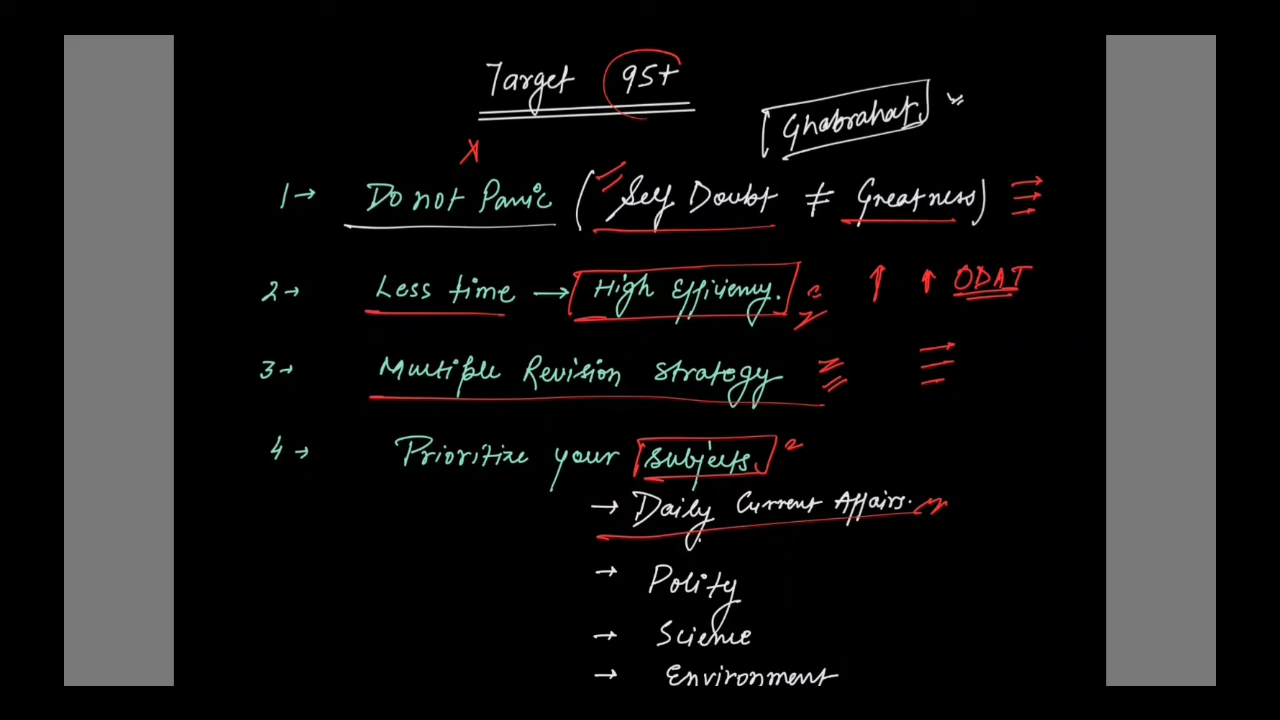 Target 95+
Ghabrahat
1→ Do not Panic (Self Doubt ≠ Greatness)
2→ Less time → High Efficiency. ↑ ↑ ODAT
3→ Multiple Revision Strategy
4→ Prioritize your Subjects.
→ Daily Current Affairs.
→ Polity
→ Science
→ Environment